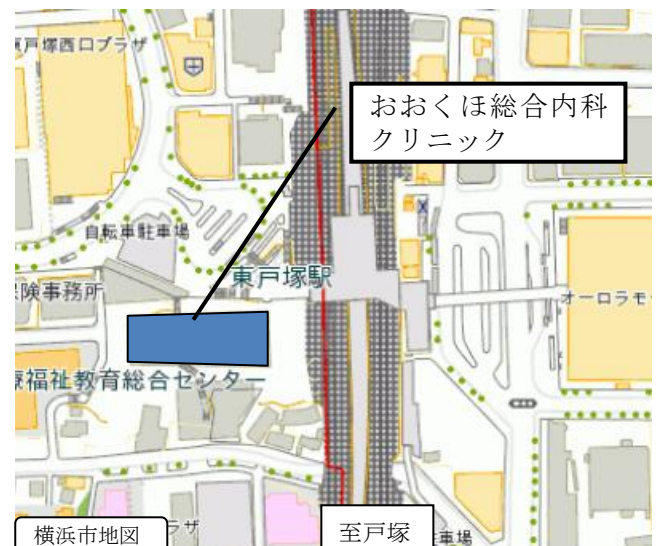 戸塚西口プラザ
おおくほ総合内科
クリニック
自転車駐車場
東戸塚駅
険事務所
オーロラモ
福祉教育総合センター
横浜市地図
ラザ
至戸塚
車場